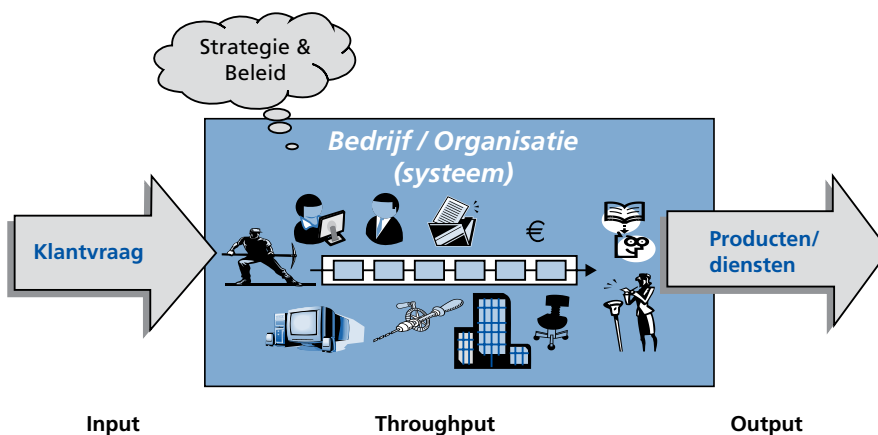 Strategie &
Beleid
Bedrijf / Organisatie
(systeem)
Klantvraag
€
Producten/
diensten
Input
Throughput
Output